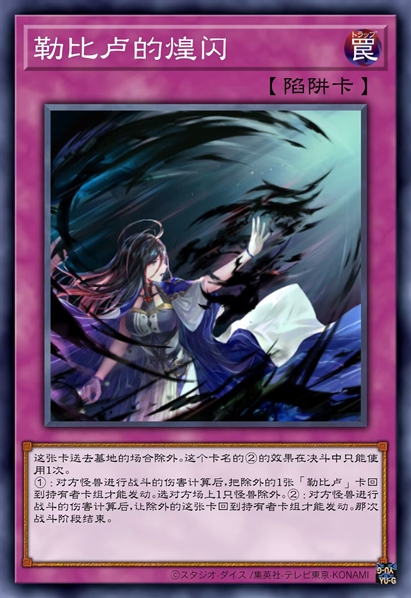 勒比卢的煌闪
トラップ
罠
【陷阱卡】
这张卡送去墓地的场合除外。这个卡名的②的效果在决斗中只能使
用1次。
①：对方怪兽进行战斗的伤害计算后，把除外的1张「勒比卢」卡回
到持有者卡组才能发动。选对方场上1只怪兽除外。②：对方怪兽进行
战斗的伤害计算后，让除外的这张卡回到持有者卡组才能发动。那次
战斗阶段结束。
©スタジオ・ダイス /集英社・テレビ東京・KONAMI